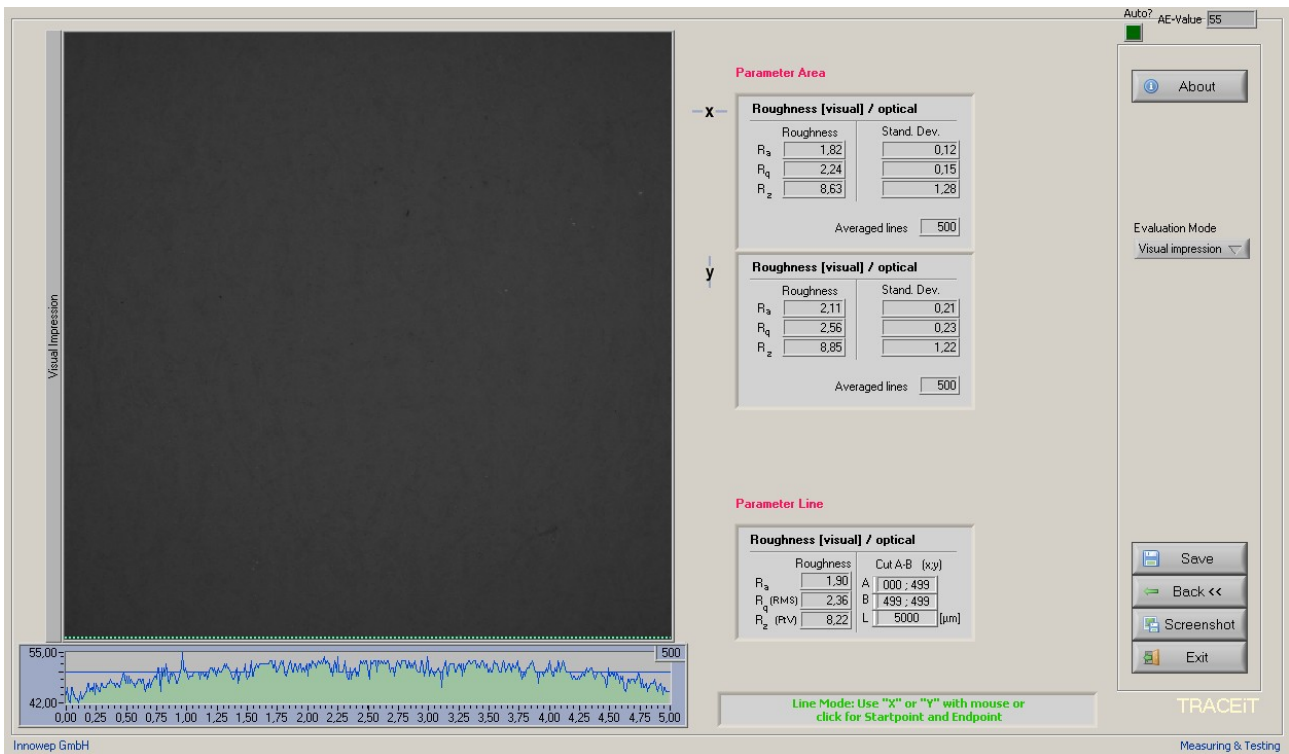 Auto? AE-Value 55
Visual Impression
Parameter Area
x
Roughness [visual] / optical
Roughness Stand. Dev.
Ra 1,82 0,12
Rq 2,24 0,15
Rz 8,63 1,28
Averaged lines 500
y
Roughness [visual] / optical
Roughness Stand. Dev.
Ra 2,11 0,21
Rq 2,56 0,23
Rz 8,85 1,22
Averaged lines 500
Parameter Line
Roughness [visual] / optical
Roughness Cut A-B (x;y)
Ra 1,90 A 000 ; 499
Rq (RMS) 2,36 B 499 ; 499
Rz (PtV) 8,22 L 5000 [µm]
Line Mode: Use "X" or "Y" with mouse or
click for Startpoint and Endpoint
55,00
500
42,00
0,00 0,25 0,50 0,75 1,00 1,25 1,50 1,75 2,00 2,25 2,50 2,75 3,00 3,25 3,50 3,75 4,00 4,25 4,50 4,75 5,00
About
Evaluation Mode
Visual impression
Save
Back <<
Screenshot
Exit
TRACEiT
Innowep GmbH
Measuring & Testing